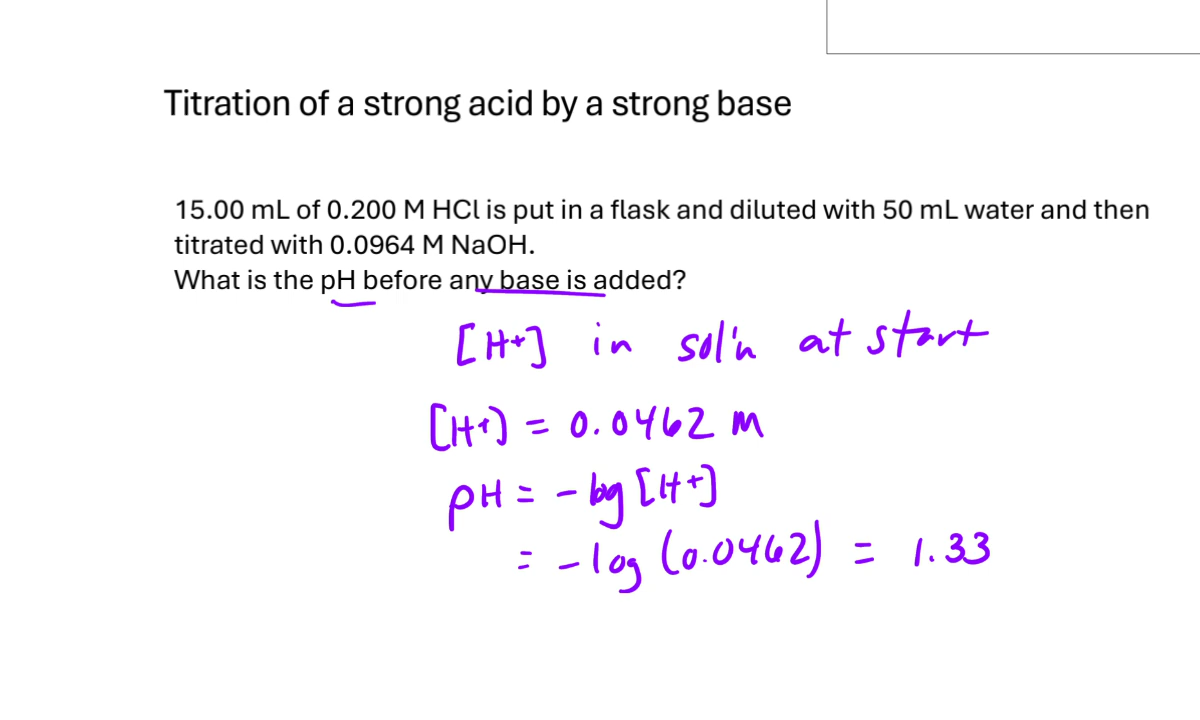 Titration of a strong acid by a strong base
15.00 mL of 0.200 M HCl is put in a flask and diluted with 50 mL water and then
titrated with 0.0964 M NaOH.
What is the pH before any base is added?
[H+] in sol'n at start
[H+] = 0.0462 M
pH = - log [H+]
= - log (0.0462) = 1.33